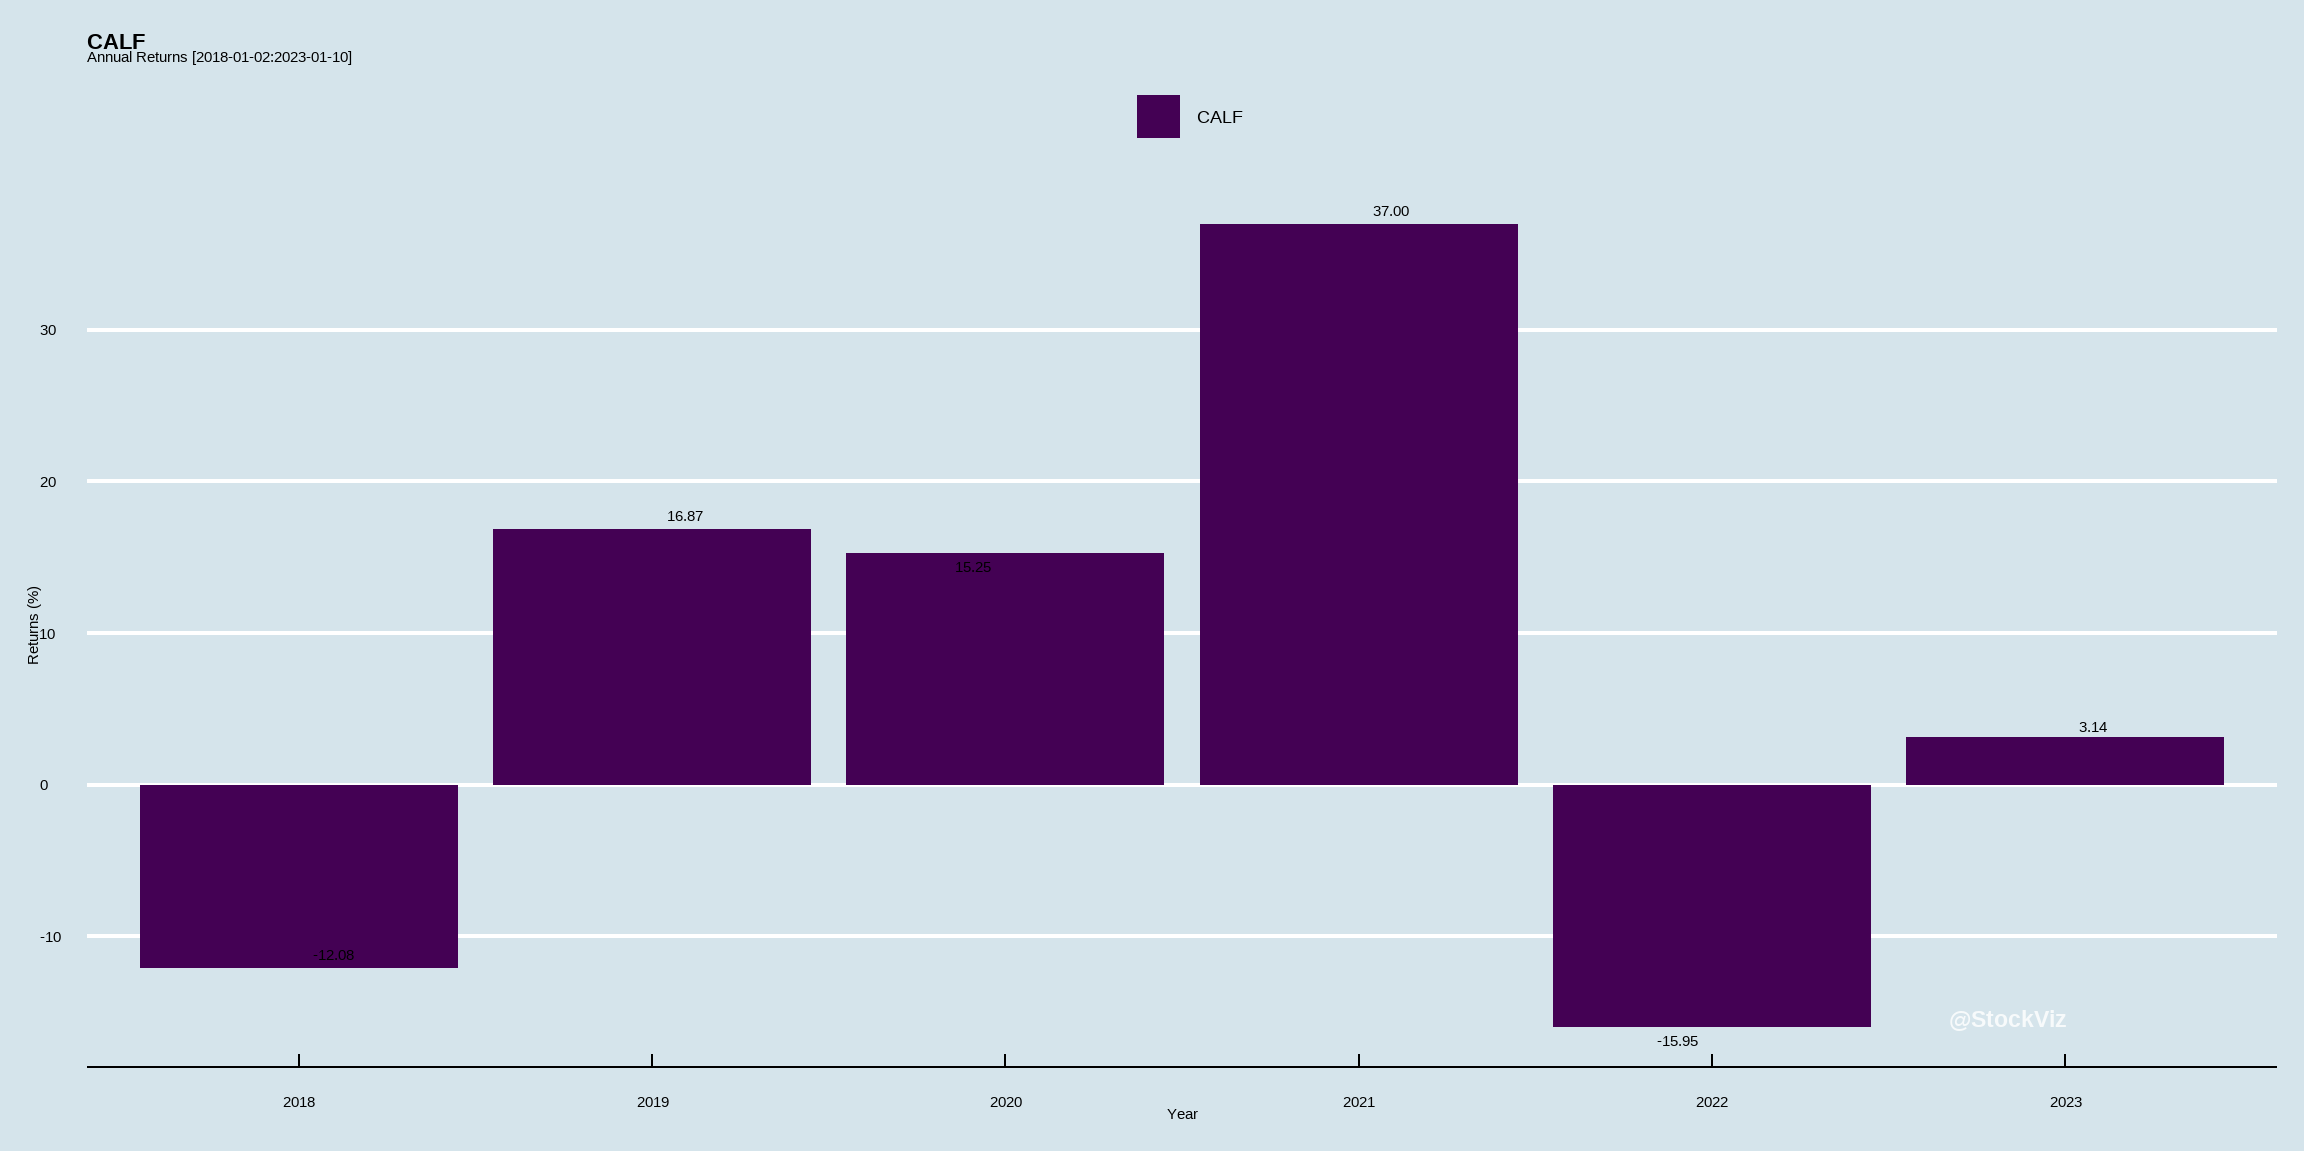 CALF
Annual Returns [2018-01-02:2023-01-10]
CALF
37.00
30
20
16.87
15.25
Returns (%)
10
3.14
0
-10
-12.08
@StockViz
-15.95
2018 2019 2020 2021 2022 2023
Year